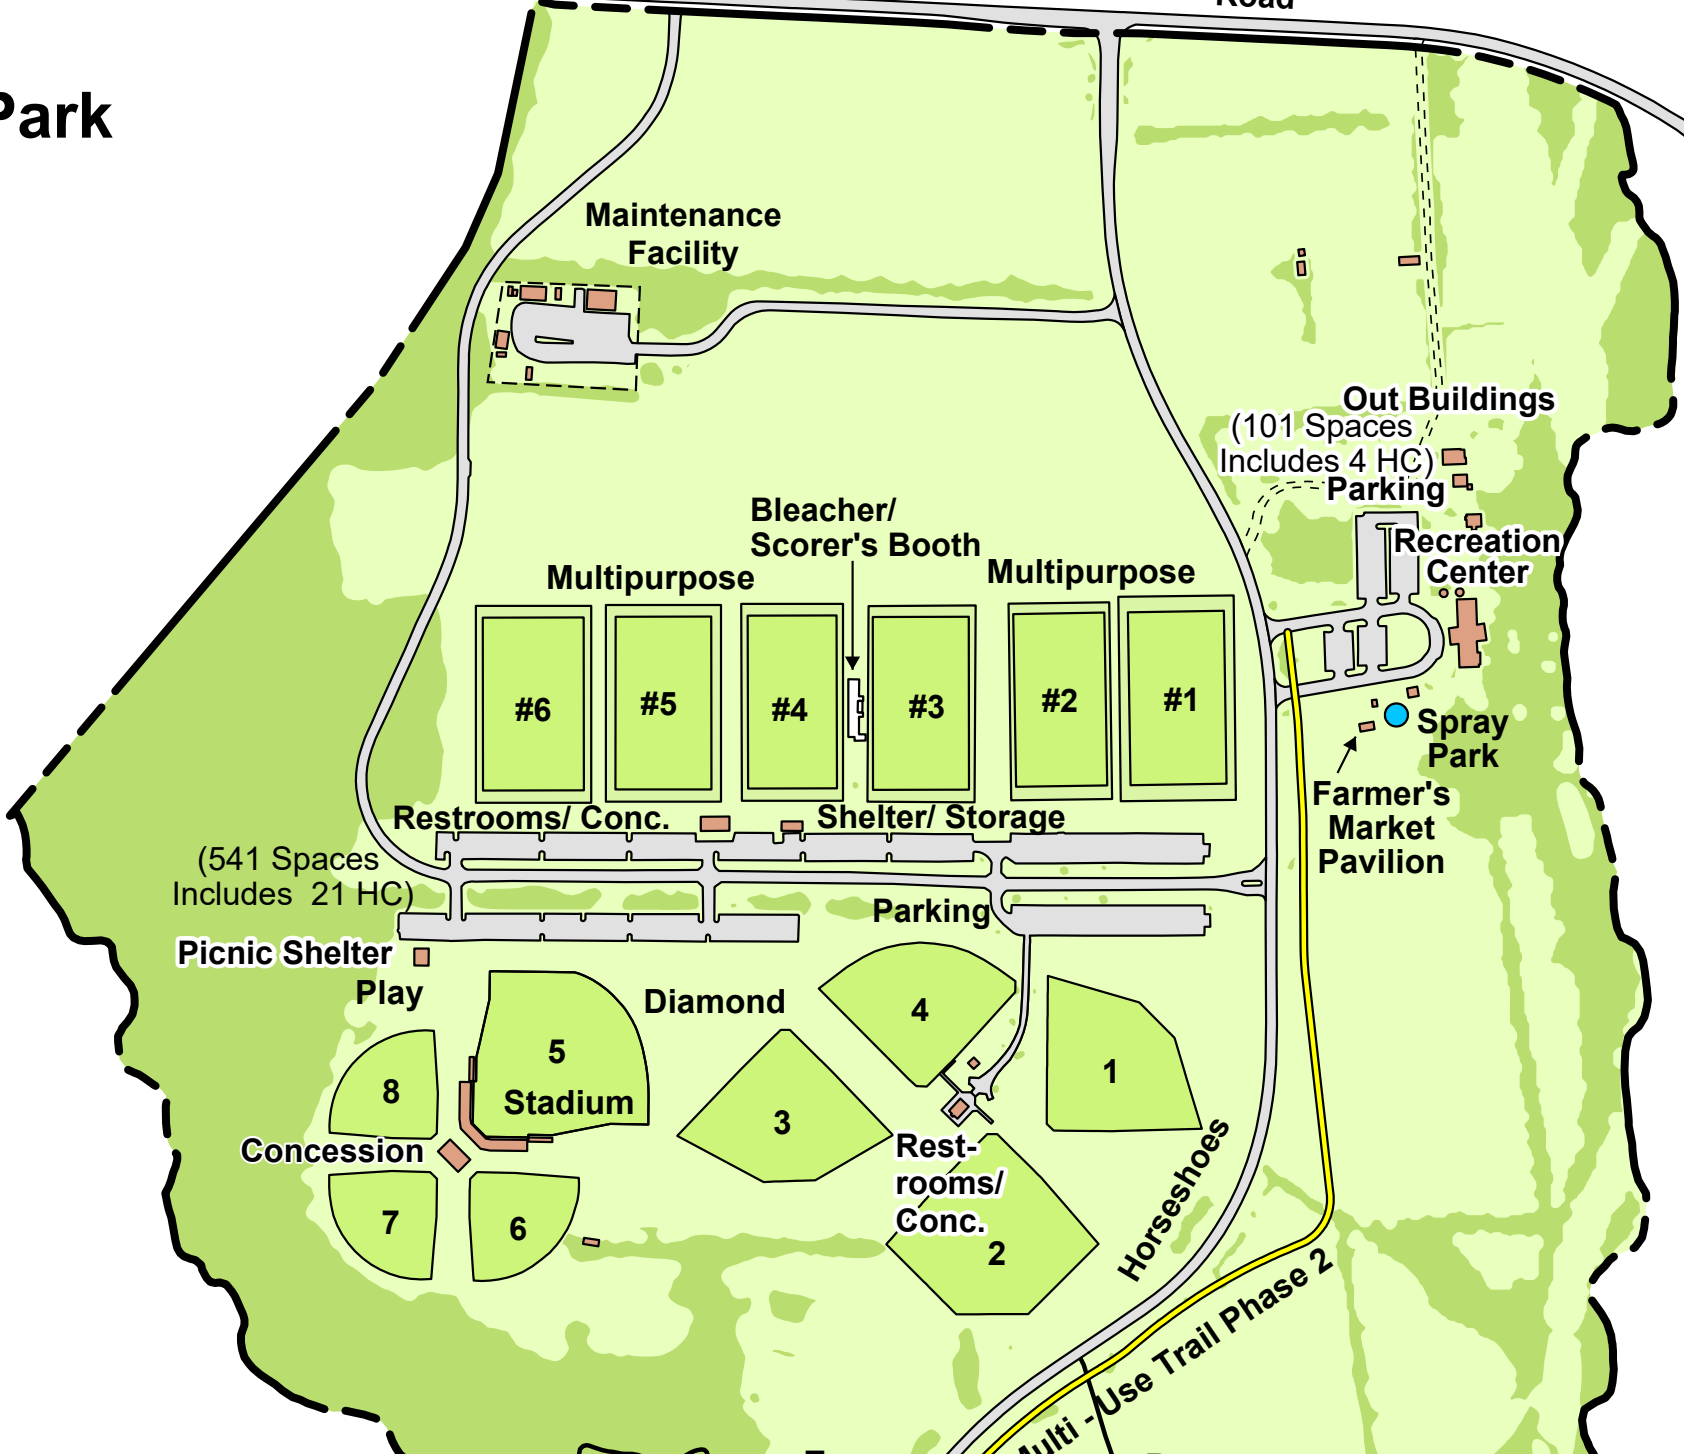 Road
Park
Maintenance
Facility
Out Buildings
(101 Spaces
Includes 4 HC)
Parking
Bleacher/
Scorer's Booth
Recreation
Center
Multipurpose
Multipurpose
#6
#5
#4
#3
#2
#1
Spray
Park
Farmer's
Market
Pavilion
Restrooms/ Conc.
Shelter/ Storage
(541 Spaces
Includes 21 HC)
Parking
Picnic Shelter
Play
Diamond
4
5
Stadium
1
8
3
Concession
Rest-
rooms/
Conc.
7
6
2
Horseshoes
Multi - Use Trail Phase 2